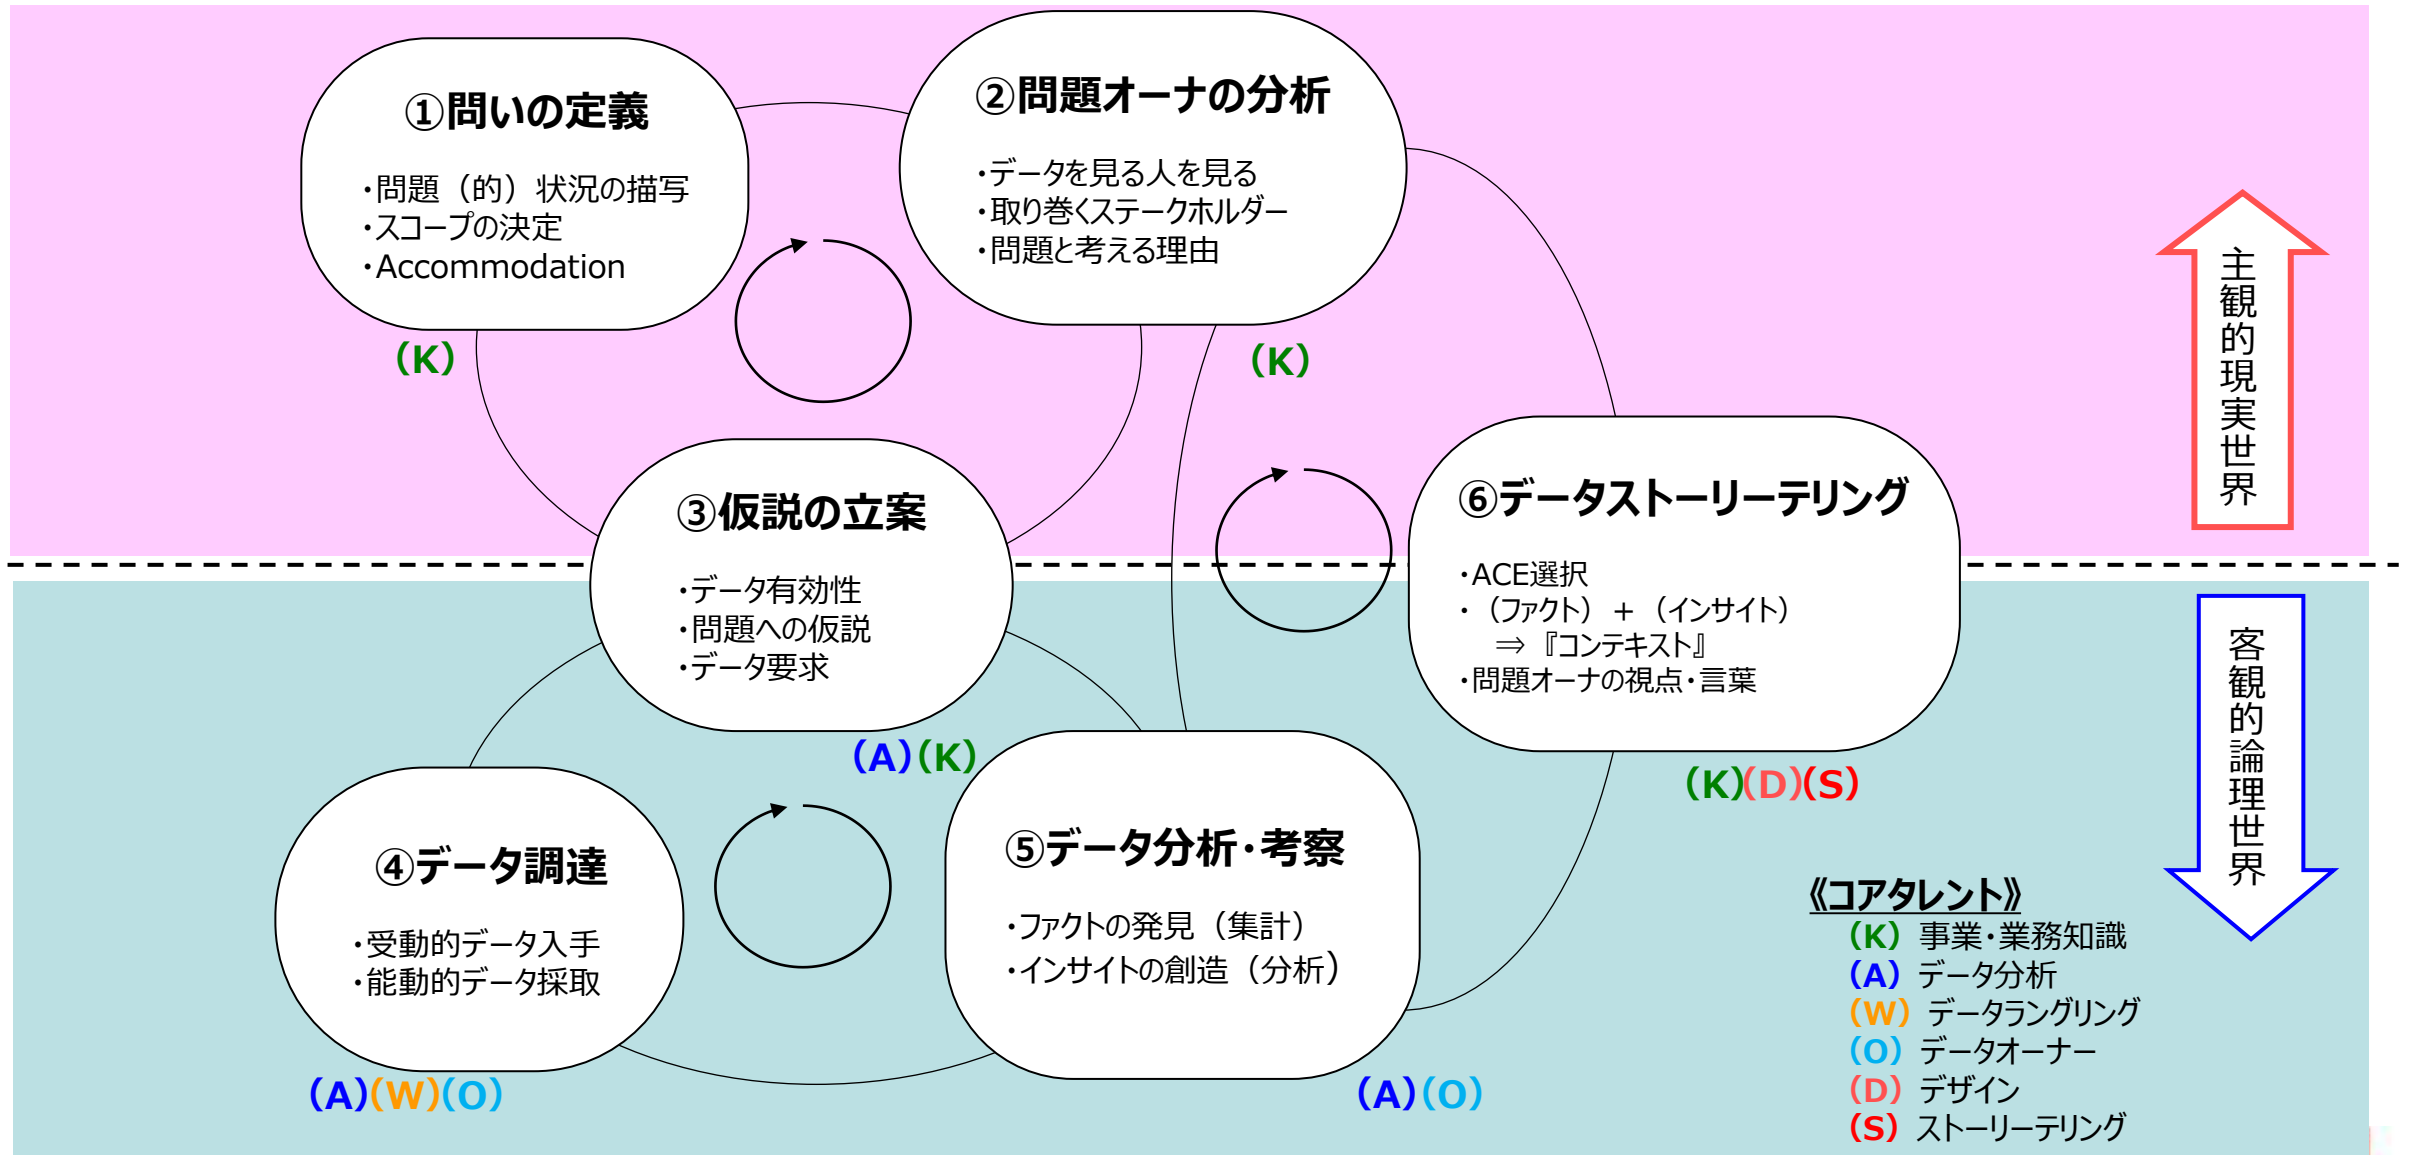 ①問いの定義
・問題（的）状況の描写
・スコープの決定
・Accommodation
（K）
②問題オーナの分析
・データを見る人を見る
・取り巻くステークホルダー
・問題と考える理由
（K）
③仮説の立案
・データ有効性
・問題への仮説
・データ要求
（A）（K）
④データ調達
・受動的データ入手
・能動的データ採取
（A）（W）（O）
⑤データ分析・考察
・ファクトの発見（集計）
・インサイトの創造（分析）
（A）（O）
⑥データストーリーテリング
・ACE選択
・（ファクト）+（インサイト）
⇒『コンテキスト』
・問題オーナの視点・言葉
（K）（D）（S）
主観的現実世界
客観的論理世界
《コアタレント》
（K）事業・業務知識
（A）データ分析
（W）データラングリング
（O）データオーナー
（D）デザイン
（S）ストーリーテリング